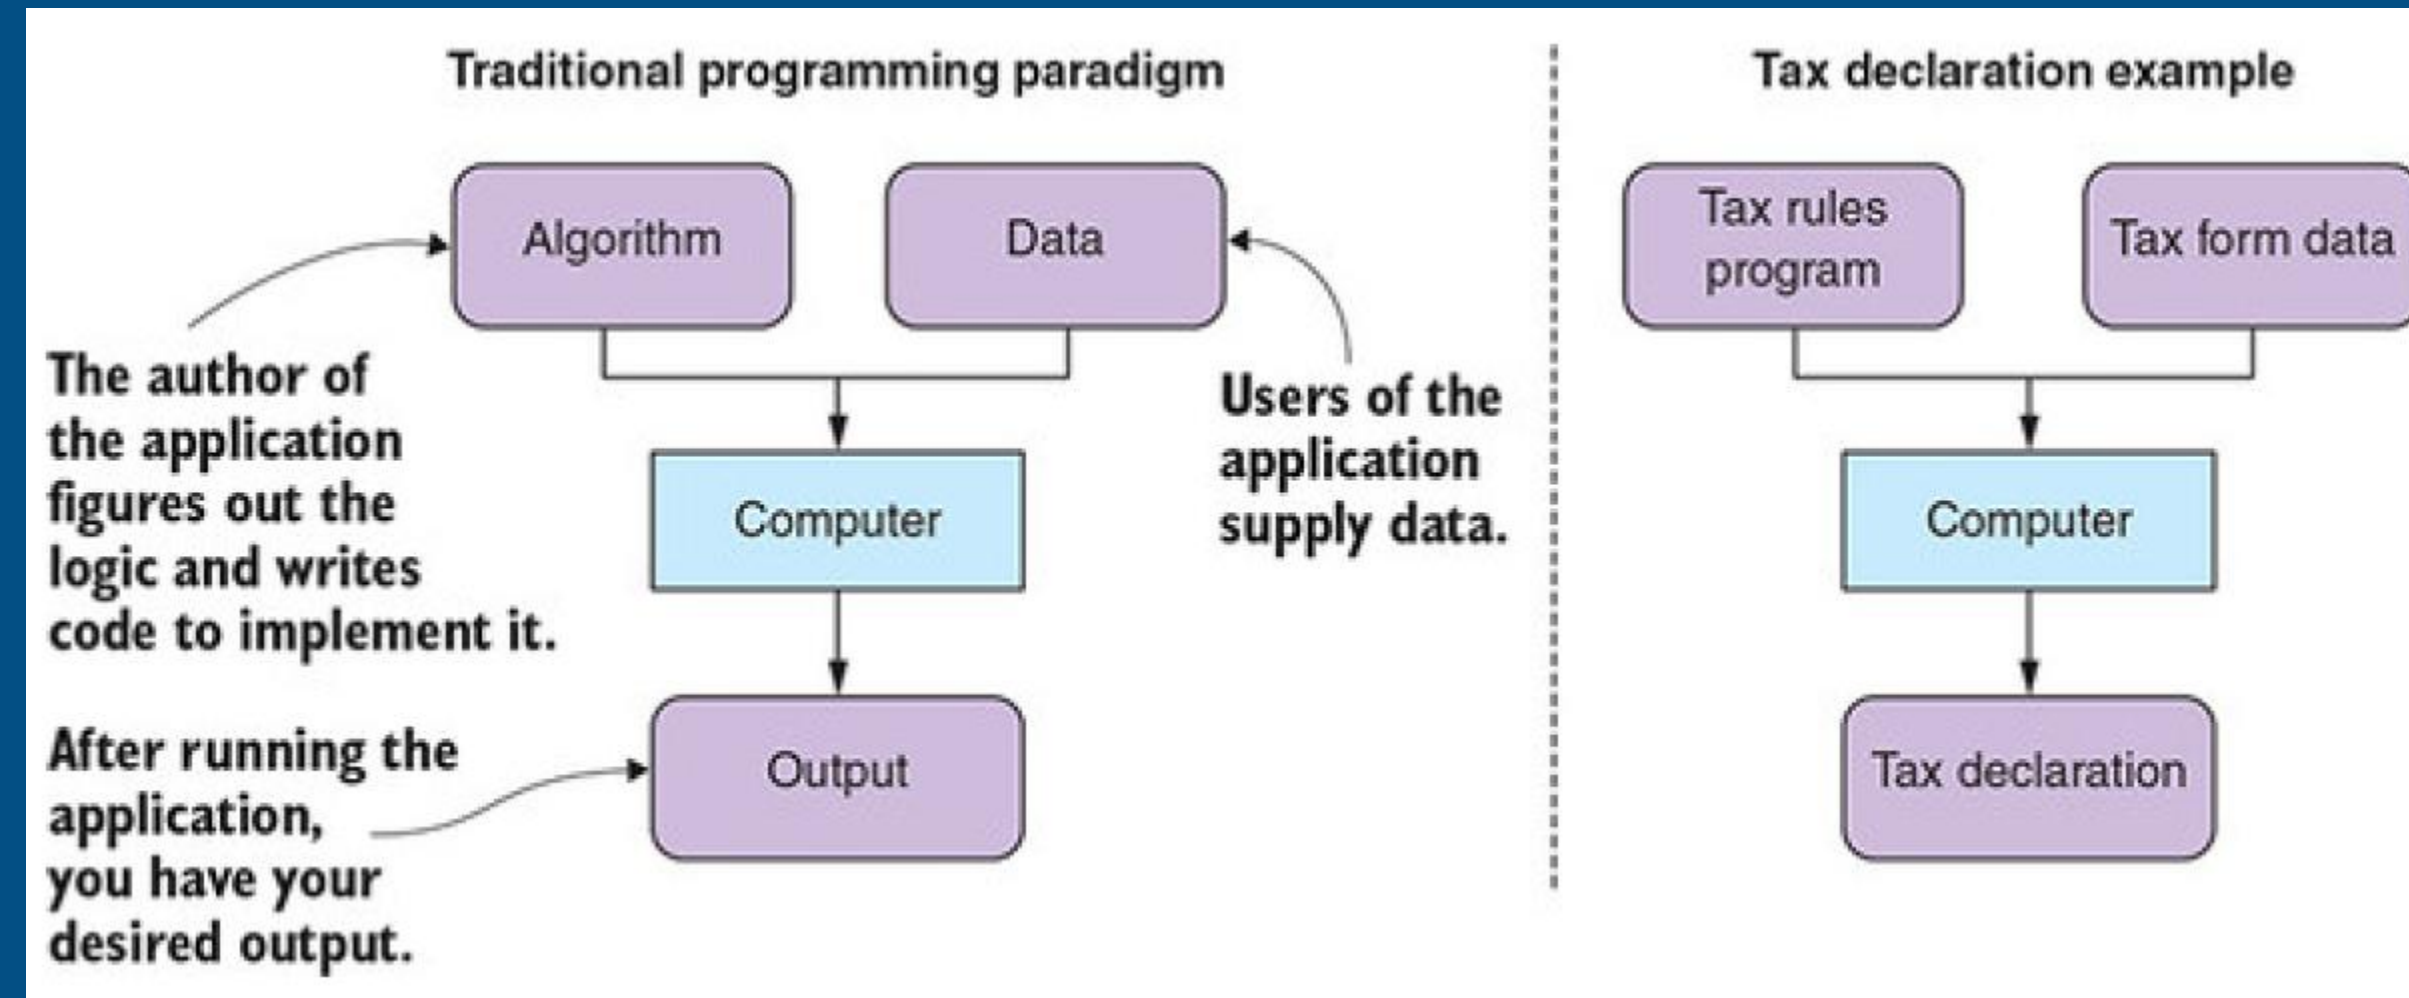 Traditional programming paradigm
Algorithm
Data
The author of
the application
figures out the
logic and writes
code to implement it.
Users of the
application
supply data.
Computer
After running the
application,
you have your
desired output.
Output
Tax declaration example
Tax rules
program
Tax form data
Computer
Tax declaration